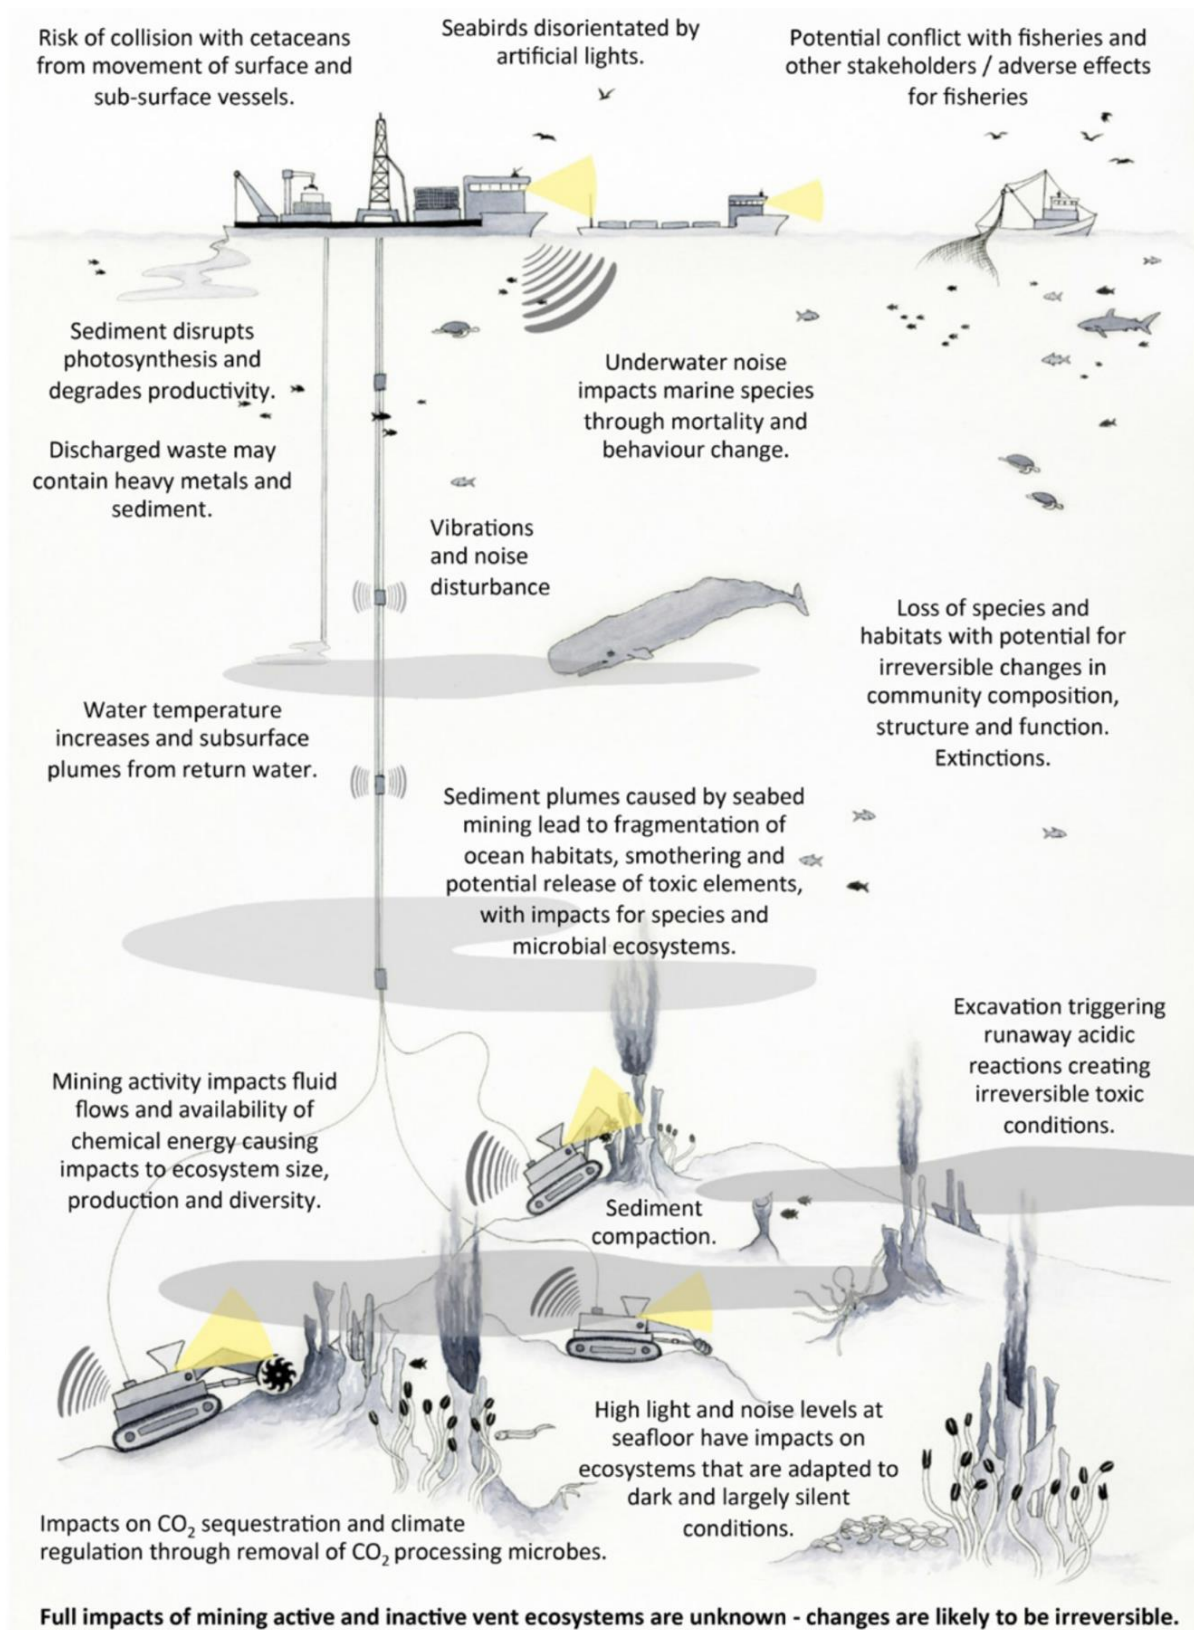 Risk of collision with cetaceans
from movement of surface and
sub-surface vessels.
Seabirds disorientated by
artificial lights.
Potential conflict with fisheries and
other stakeholders / adverse effects
for fisheries
Sediment disrupts
photosynthesis and
degrades productivity.
Underwater noise
impacts marine species
through mortality and
behaviour change.
Discharged waste may
contain heavy metals and
sediment.
Vibrations
and noise
disturbance
Loss of species and
habitats with potential for
irreversible changes in
community composition,
structure and function.
Extinctions.
Water temperature
increases and subsurface
plumes from return water.
Sediment plumes caused by seabed
mining lead to fragmentation of
ocean habitats, smothering and
potential release of toxic elements,
with impacts for species and
microbial ecosystems.
Excavation triggering
runaway acidic
reactions creating
irreversible toxic
conditions.
Mining activity impacts fluid
flows and availability of
chemical energy causing
impacts to ecosystem size,
production and diversity.
Sediment
compaction.
High light and noise levels at
seafloor have impacts on
ecosystems that are adapted to
dark and largely silent
conditions.
Impacts on CO₂ sequestration and climate
regulation through removal of CO₂ processing microbes.
Full impacts of mining active and inactive vent ecosystems are unknown - changes are likely to be irreversible.